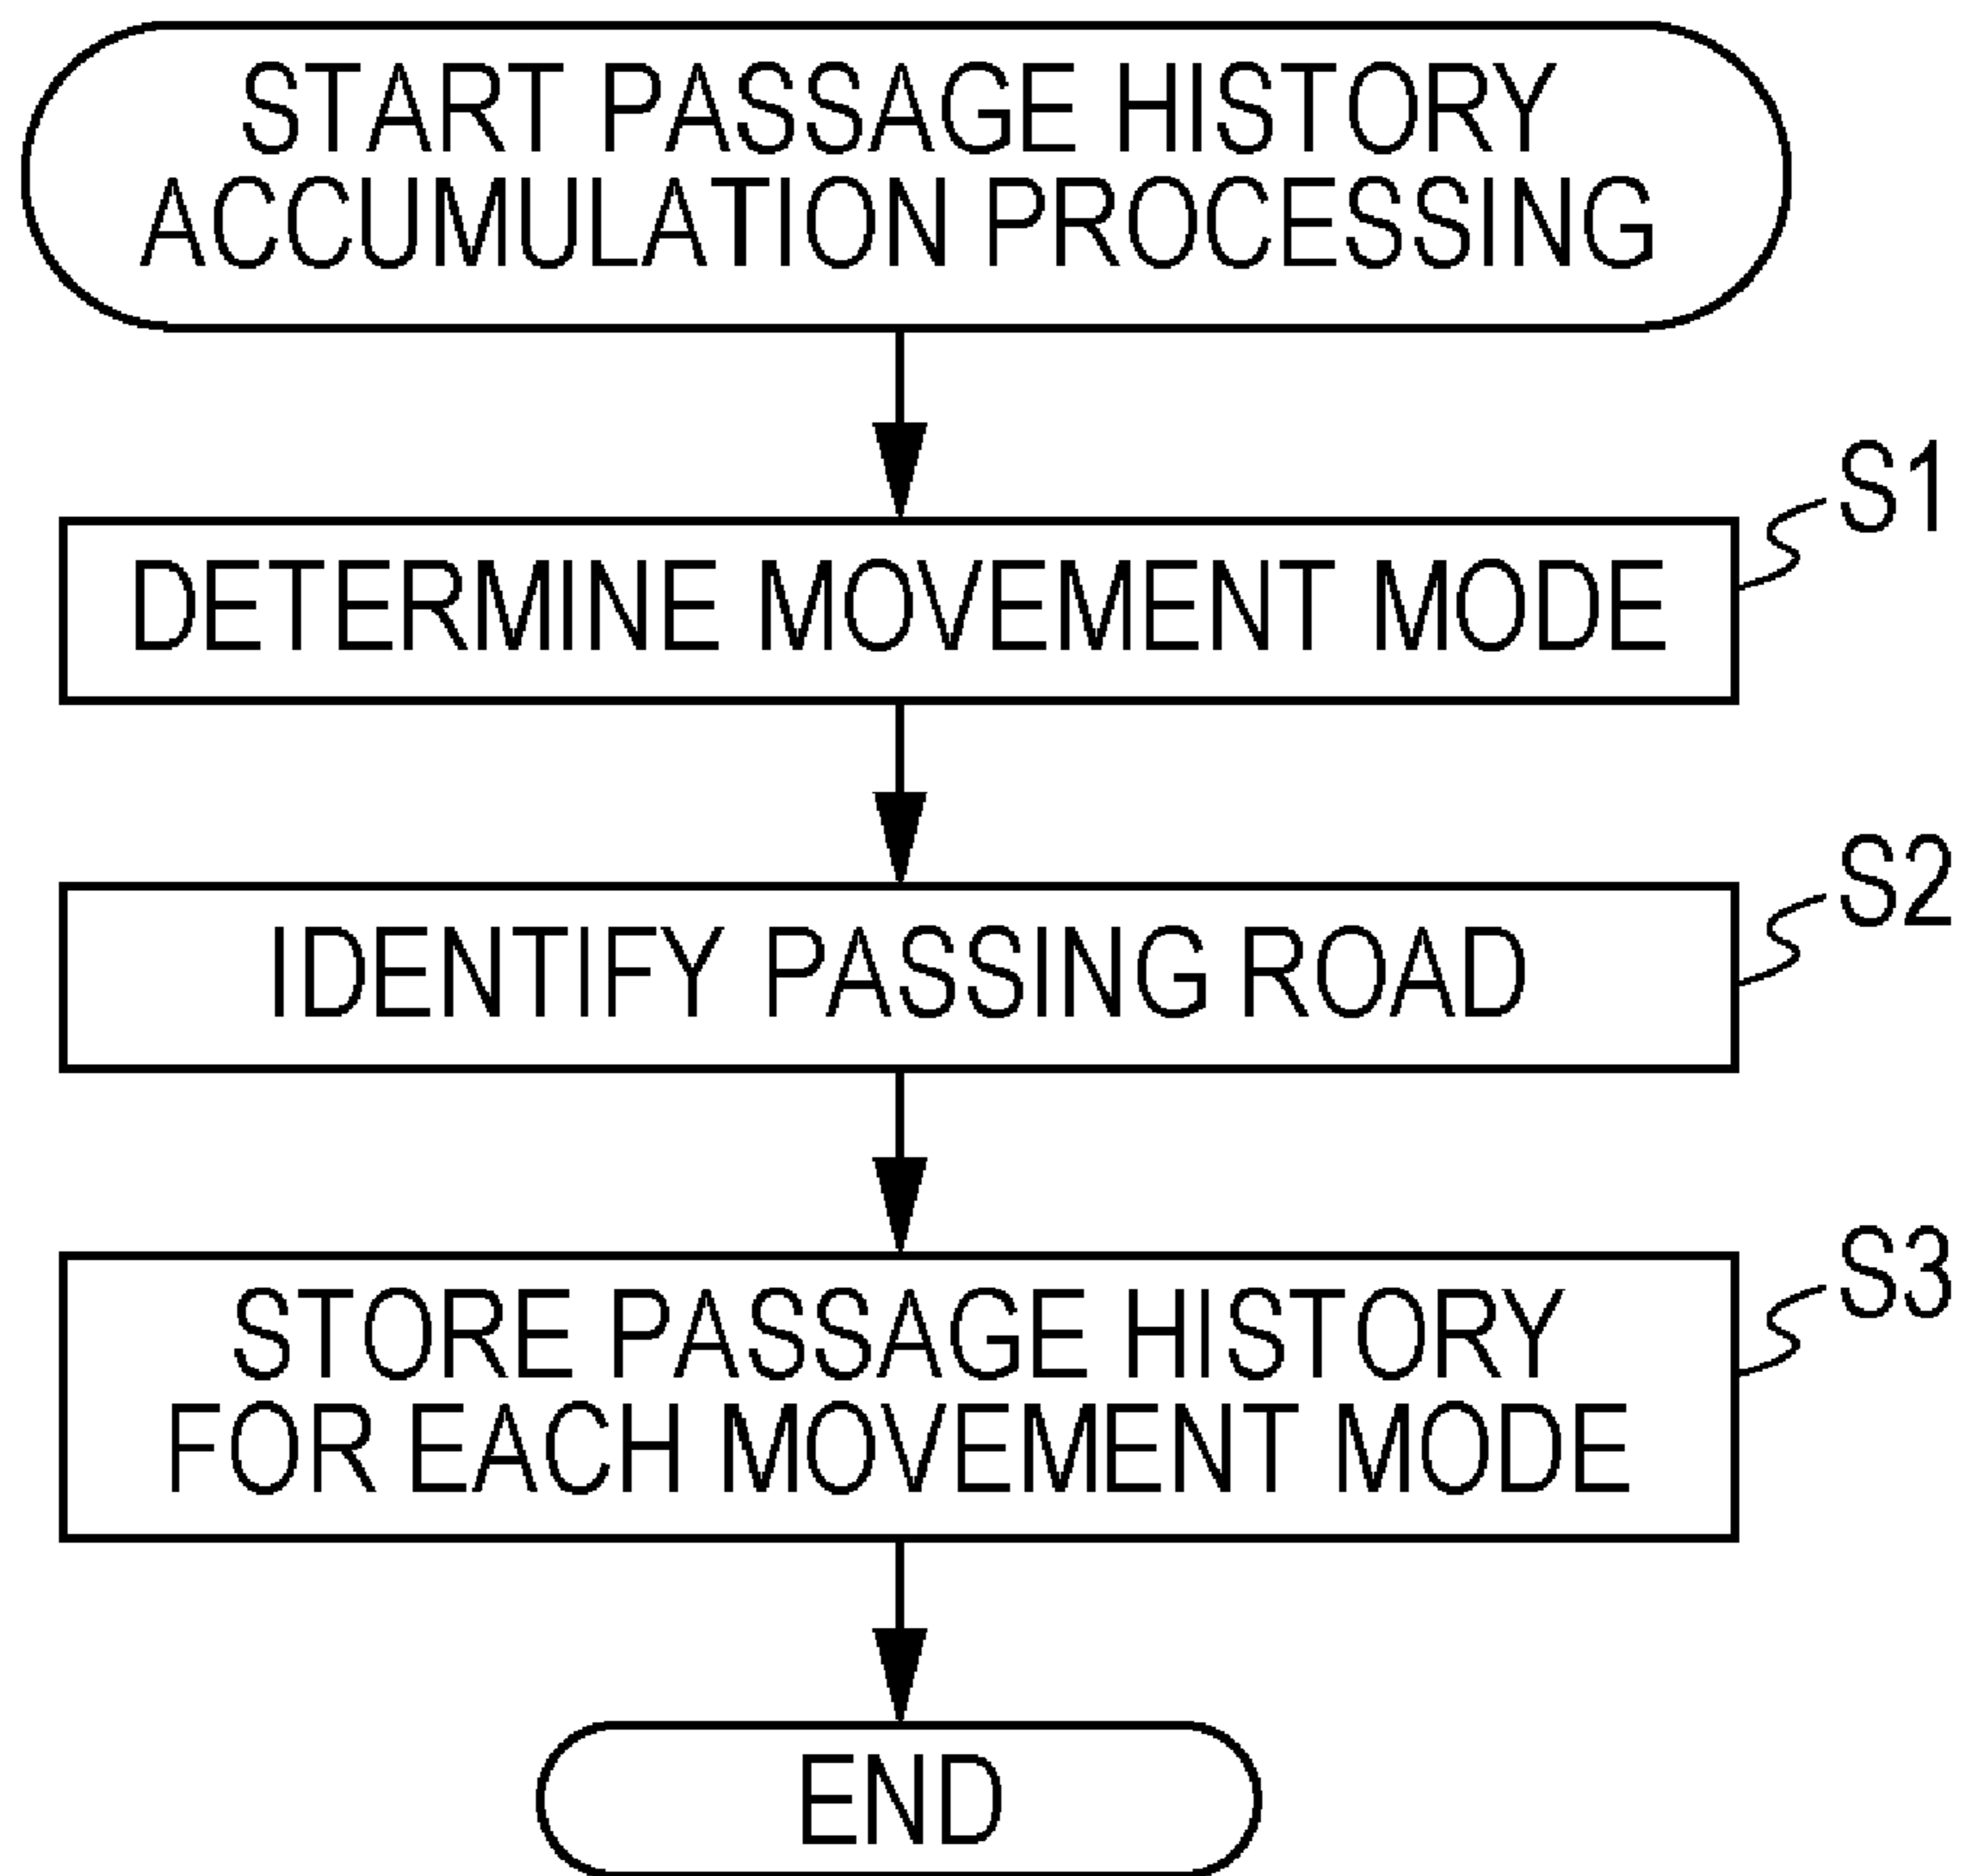 START PASSAGE HISTORY
ACCUMULATION PROCESSING
S1
DETERMINE MOVEMENT MODE
S2
IDENTIFY PASSING ROAD
S3
STORE PASSAGE HISTORY
FOR EACH MOVEMENT MODE
END